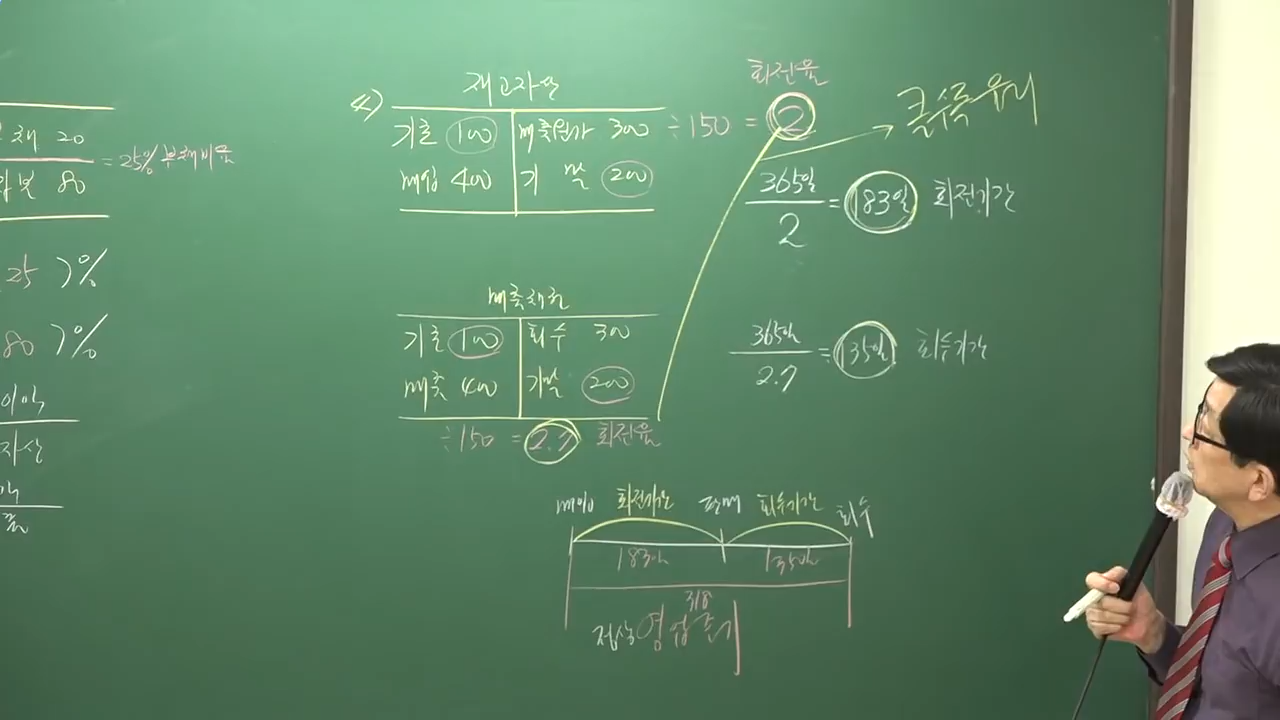 채 20
80
= 25% 부채비율
25 )%
80 )%
이익
자산
4)
재고자산
기초 100 매출원가 300 ÷150 = 2
매입 400 기 말 200
회전율
클수록 유리
365일
2
= 183일 회전기간
매출채권
기초 100 회수 300
매출 400 기말 200
÷150 = 2.7 회전율
365일
2.7
= 135일 회수기간
매입 회전기간 판매 회수기간 회수
183일 135일
318
정상영업주기